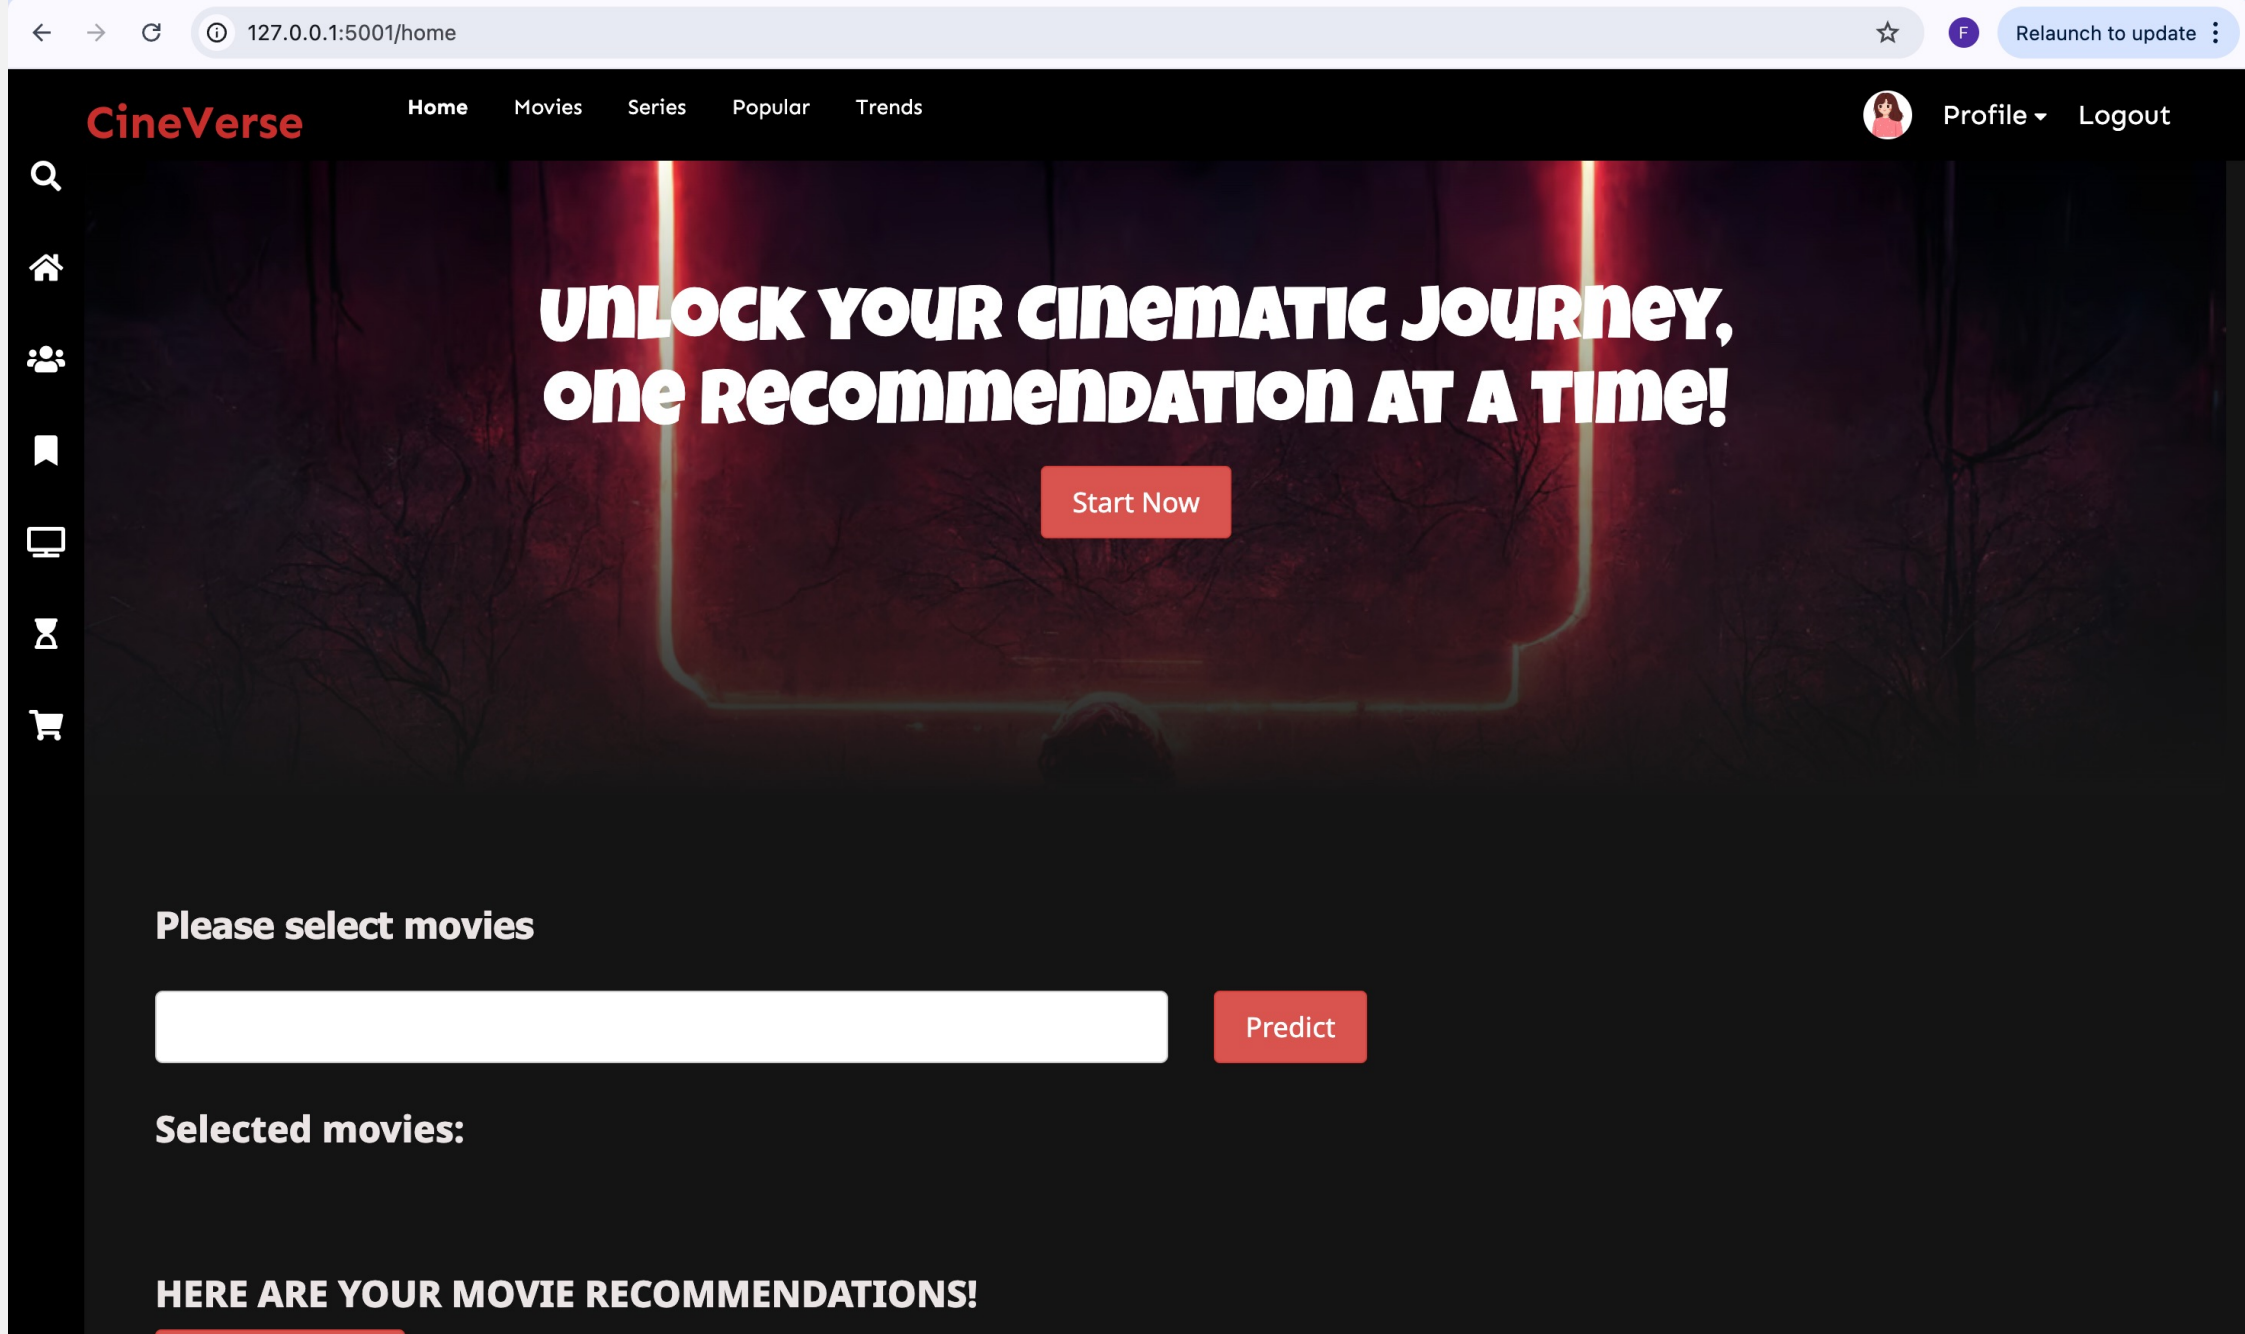 127.0.0.1:5001/home
F
Relaunch to update
CineVerse
Home Movies Series Popular Trends
Profile
Logout
UNLOCK YOUR CINEMATIC JOURNEY,
ONE RECOMMENDATION AT A TIME!
Start Now
Please select movies
Predict
Selected movies:
HERE ARE YOUR MOVIE RECOMMENDATIONS!